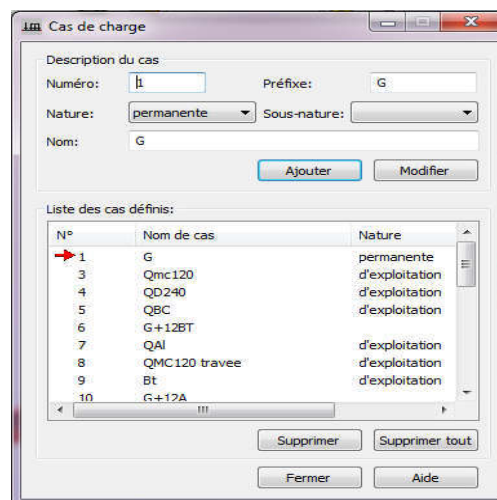 Cas de charge
Description du cas
Numéro: 1 Préfixe: G
Nature: permanente Sous-nature:
Nom: G
Ajouter Modifier
Liste des cas définis:
N° Nom de cas Nature
1 G permanente
3 Qmc120 d'exploitation
4 QD240 d'exploitation
5 QBC d'exploitation
6 G+12BT
7 QAl d'exploitation
8 QMC120 travee d'exploitation
9 Bt d'exploitation
10 G+12A
Supprimer Supprimer tout
Fermer Aide